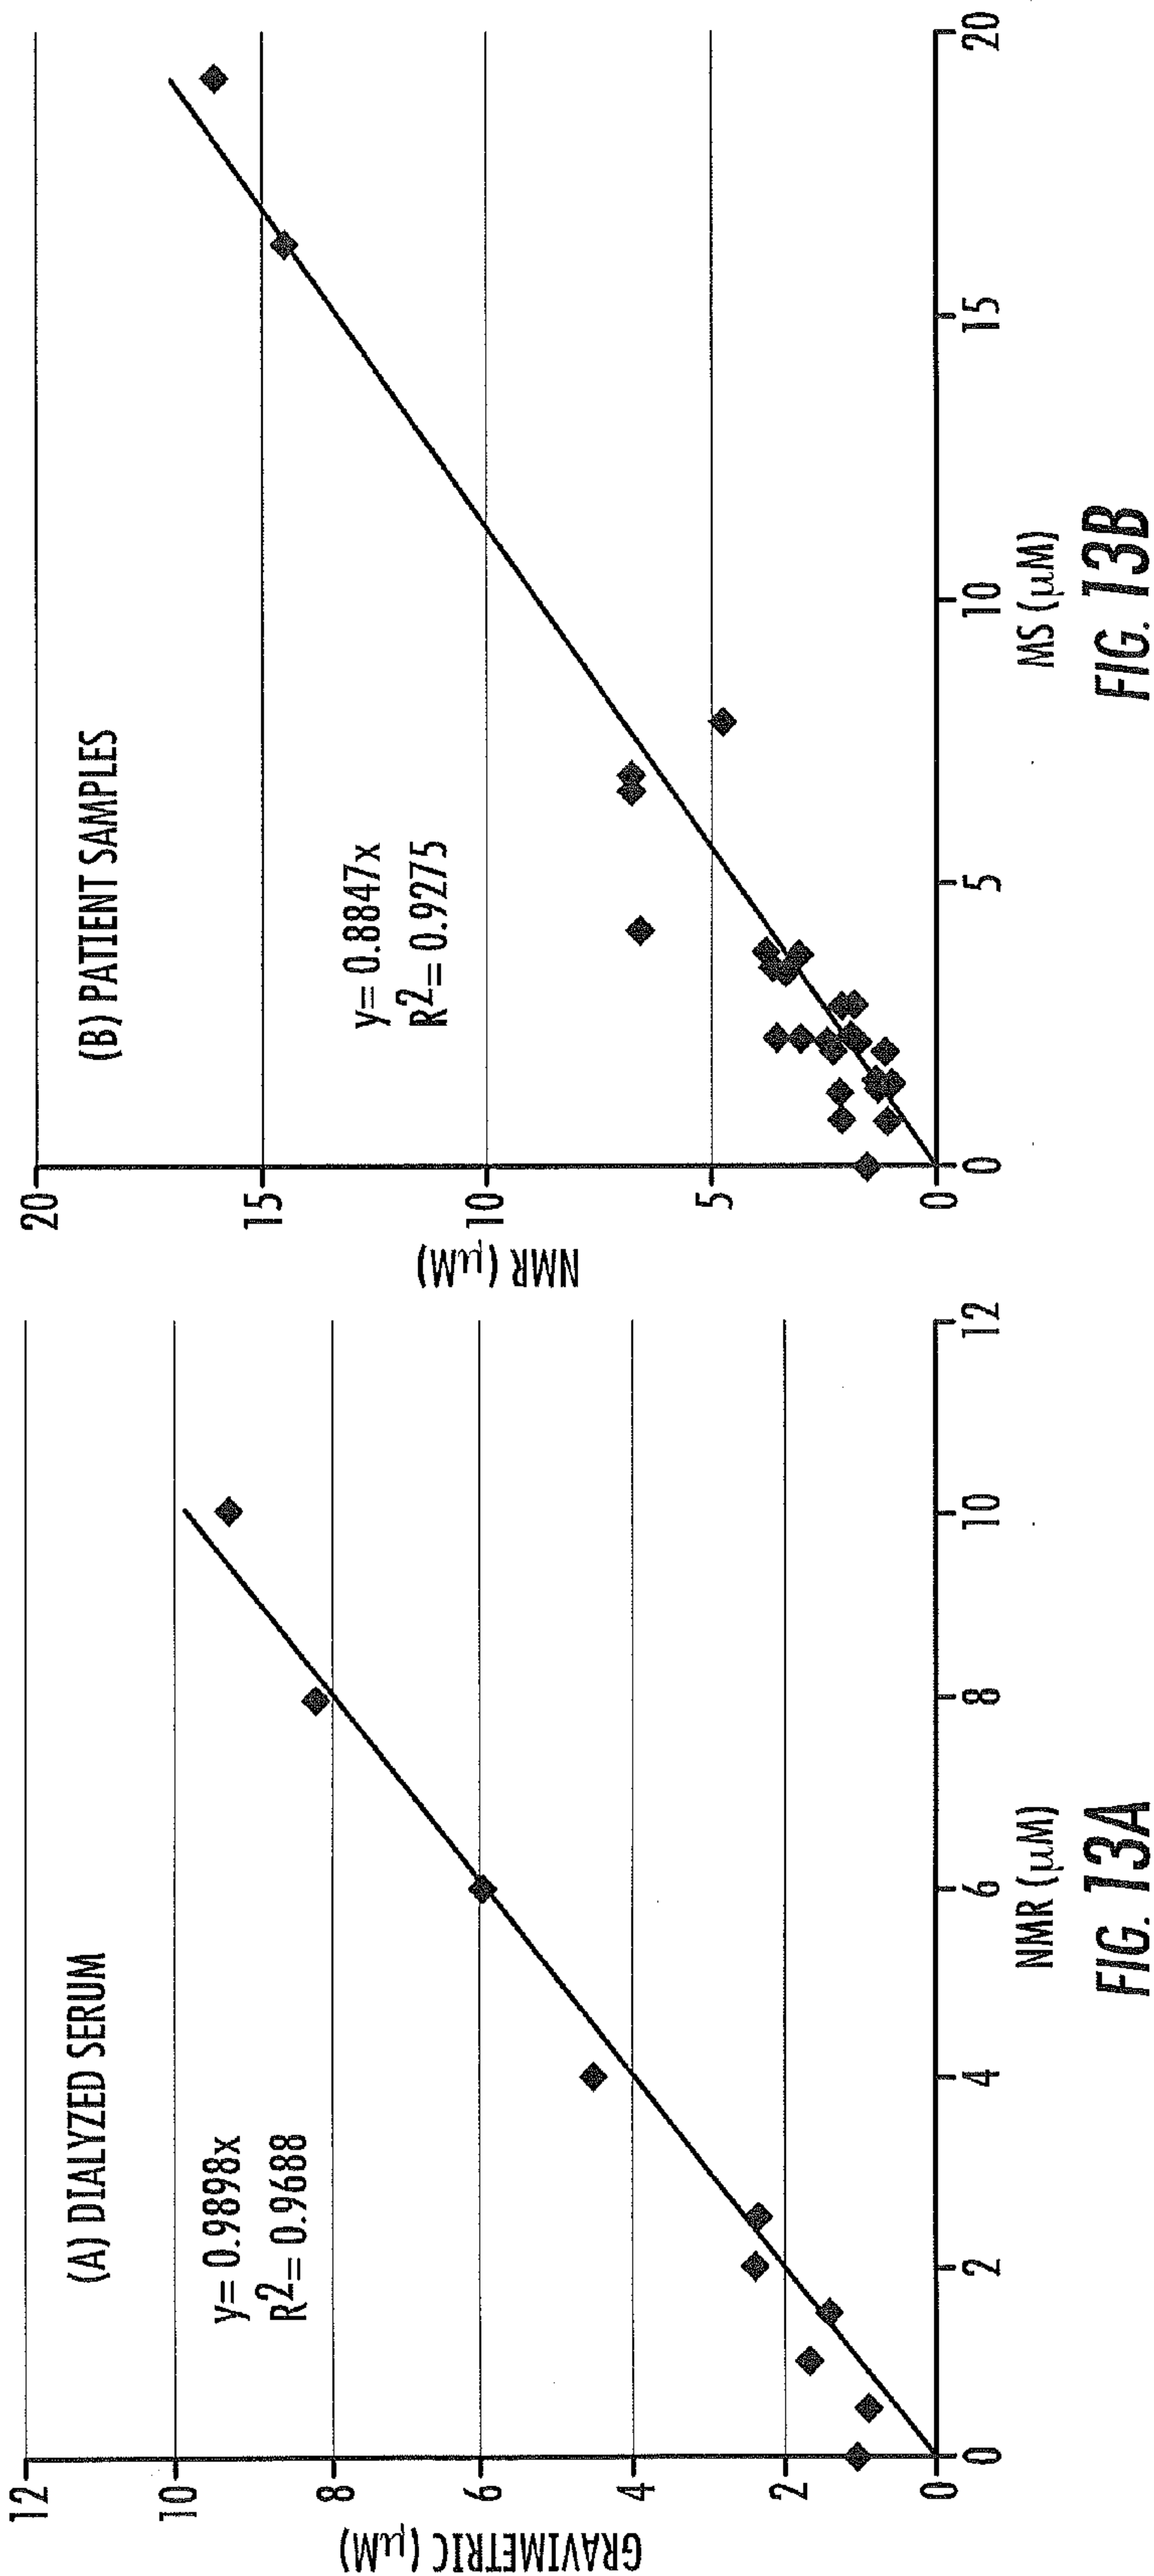 (A) DIALYZED SERUM
y= 0.9898x
R2= 0.9688
GRAVIMETRIC (μM)
12
10
8
6
4
2
0
0 2 4 6 8 10 12
NMR (μM)
FIG. 13A
(B) PATIENT SAMPLES
y= 0.8847x
R2= 0.9275
NMR (μM)
20
15
10
5
0
0 5 10 15 20
MS (μM)
FIG. 13B